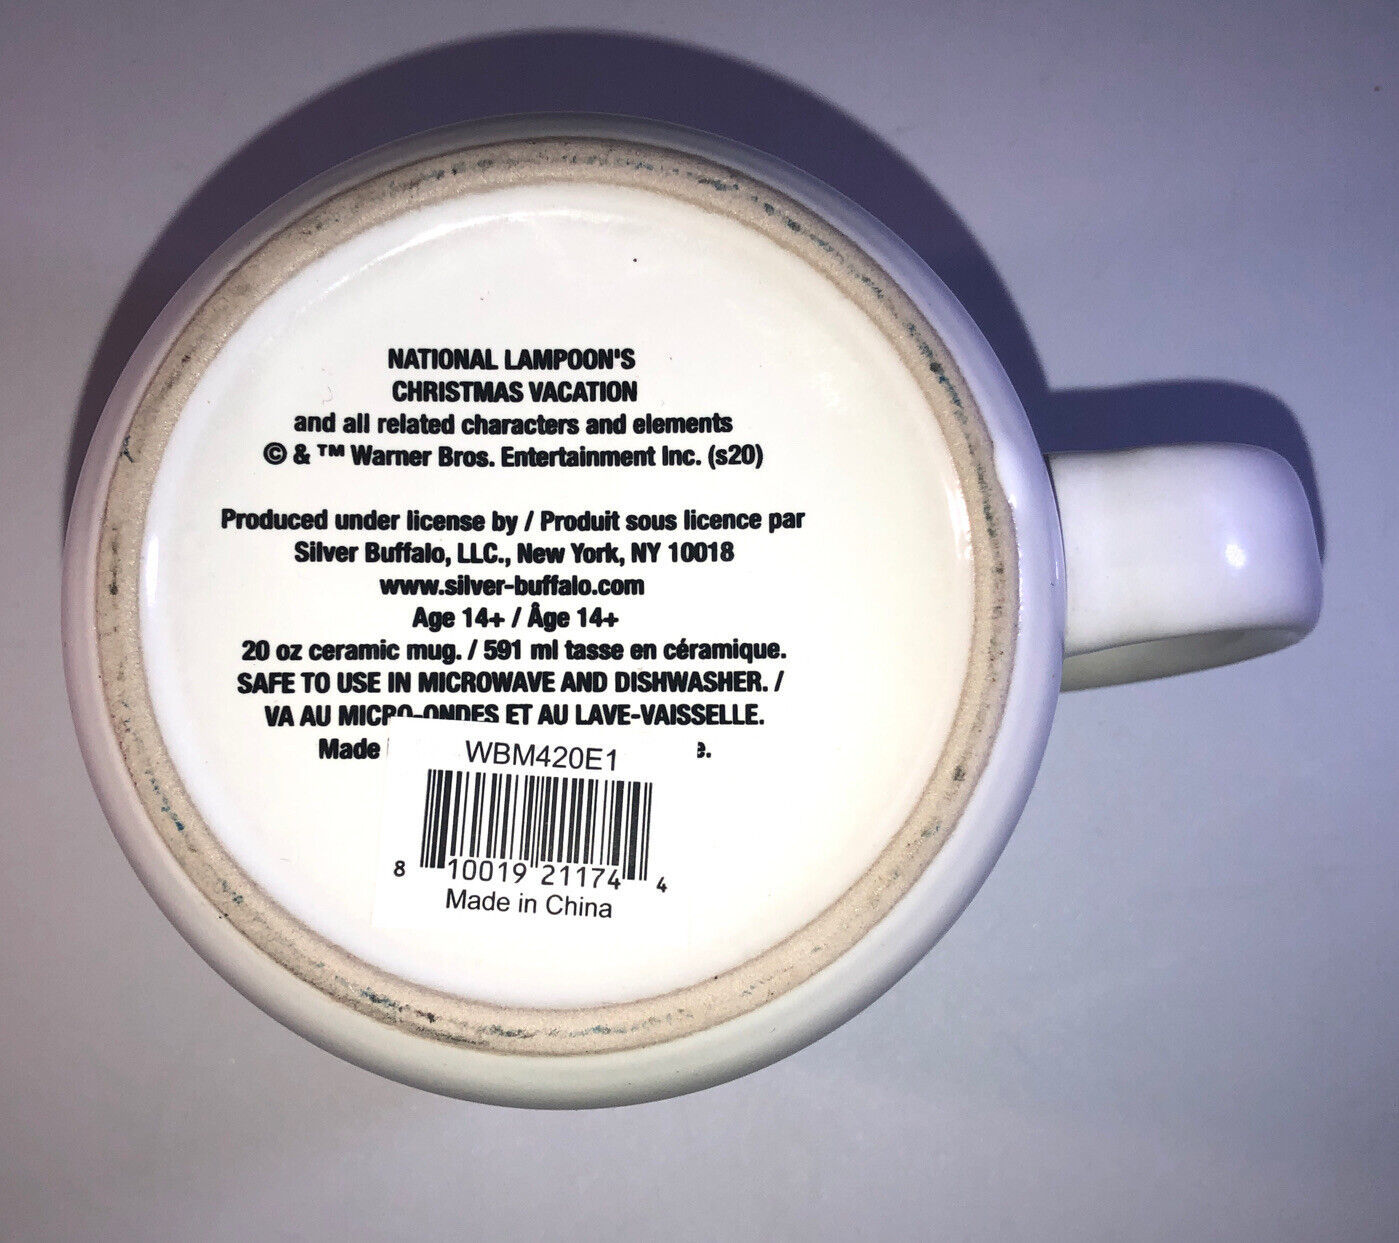 NATIONAL LAMPOON'S
CHRISTMAS VACATION
and all related characters and elements
© & ™ Warner Bros. Entertainment Inc. (s20)
Produced under license by / Produit sous licence par
Silver Buffalo, LLC., New York, NY 10018
www.silver-buffalo.com
Age 14+ / Âge 14+
20 oz ceramic mug. / 591 ml tasse en céramique.
SAFE TO USE IN MICROWAVE AND DISHWASHER. /
VA AU MICRO-ONDES ET AU LAVE-VAISSELLE.
Made
WBM420E1
8 10019 21174 4
Made in China